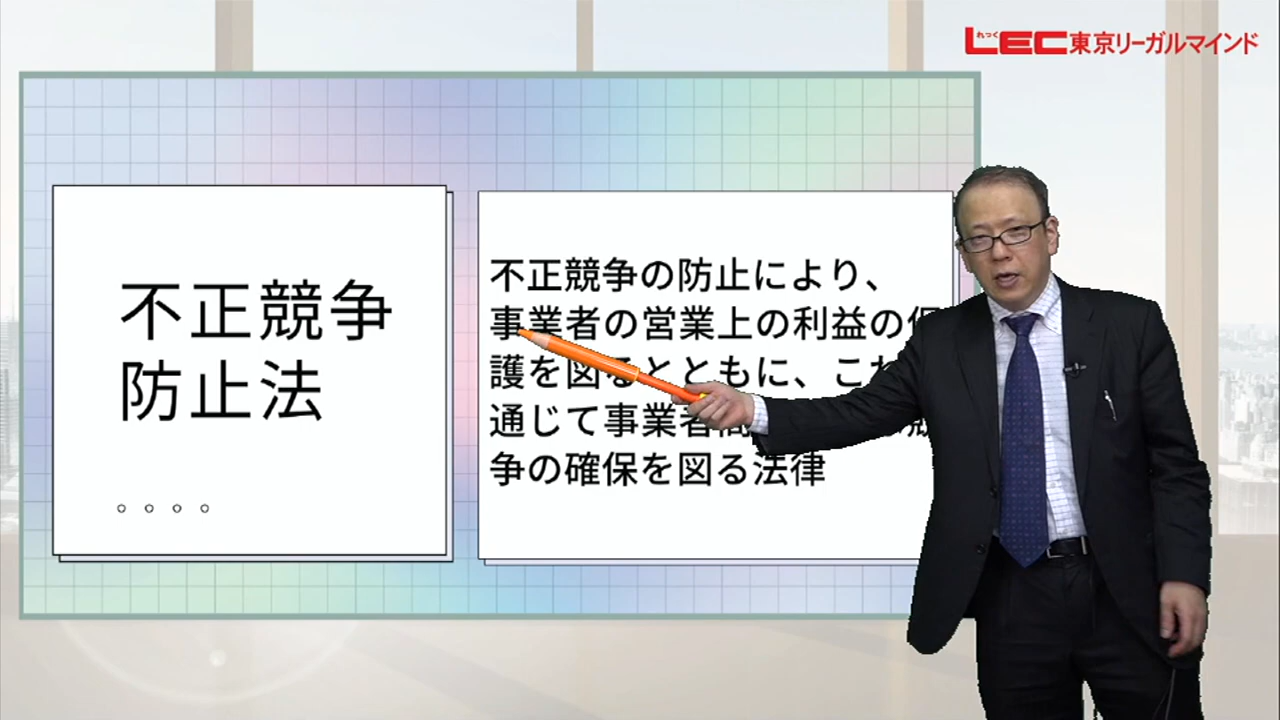 れっく
LEC東京リーガルマインド
不正競争
防止法
不正競争の防止により、
事業者の営業上の利益の
護を図るとともに、こ
通じて事業者
争の確保を図る法律